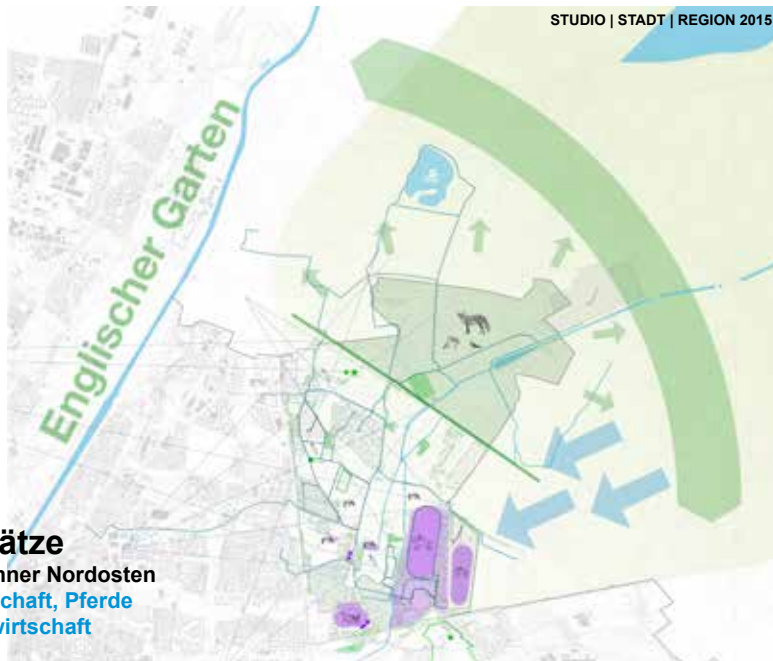 STUDIO | STADT | REGION 2015
Englischer Garten
ätze
nner Nordosten
chaft, Pferde
wirtschaft